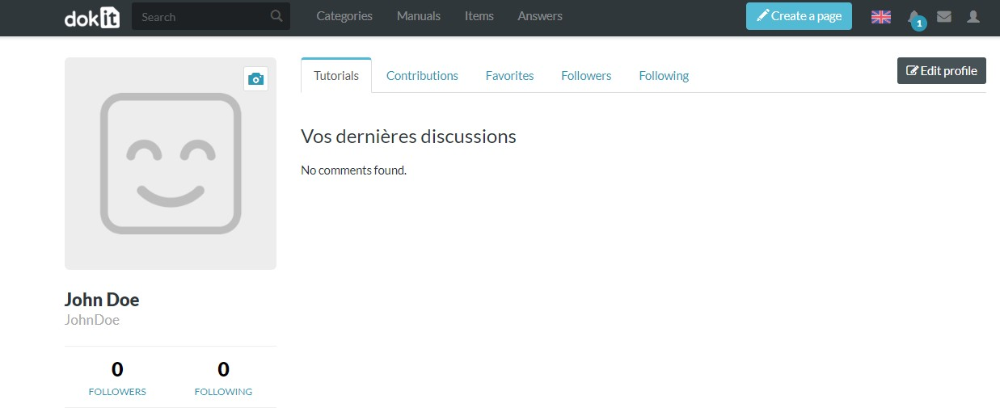 dokit Search Categories Manuals Items Answers Create a page 1
Tutorials Contributions Favorites Followers Following Edit profile
Vos dernières discussions
No comments found.
John Doe
JohnDoe
0 0
FOLLOWERS FOLLOWING